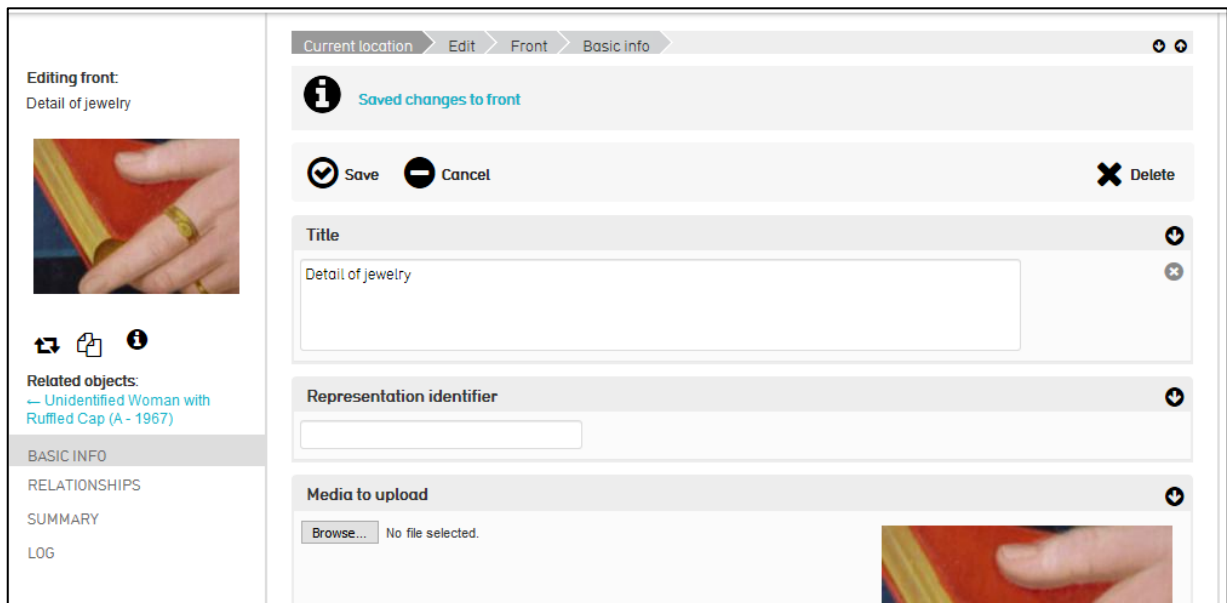 Current location Edit Front Basic info
Editing front:
Detail of jewelry
Saved changes to front
Save Cancel Delete
Title
Detail of jewelry
Related objects:
← Unidentified Woman with
Ruffled Cap (A - 1967)
Representation identifier
BASIC INFO
RELATIONSHIPS
SUMMARY
LOG
Media to upload
Browse... No file selected.